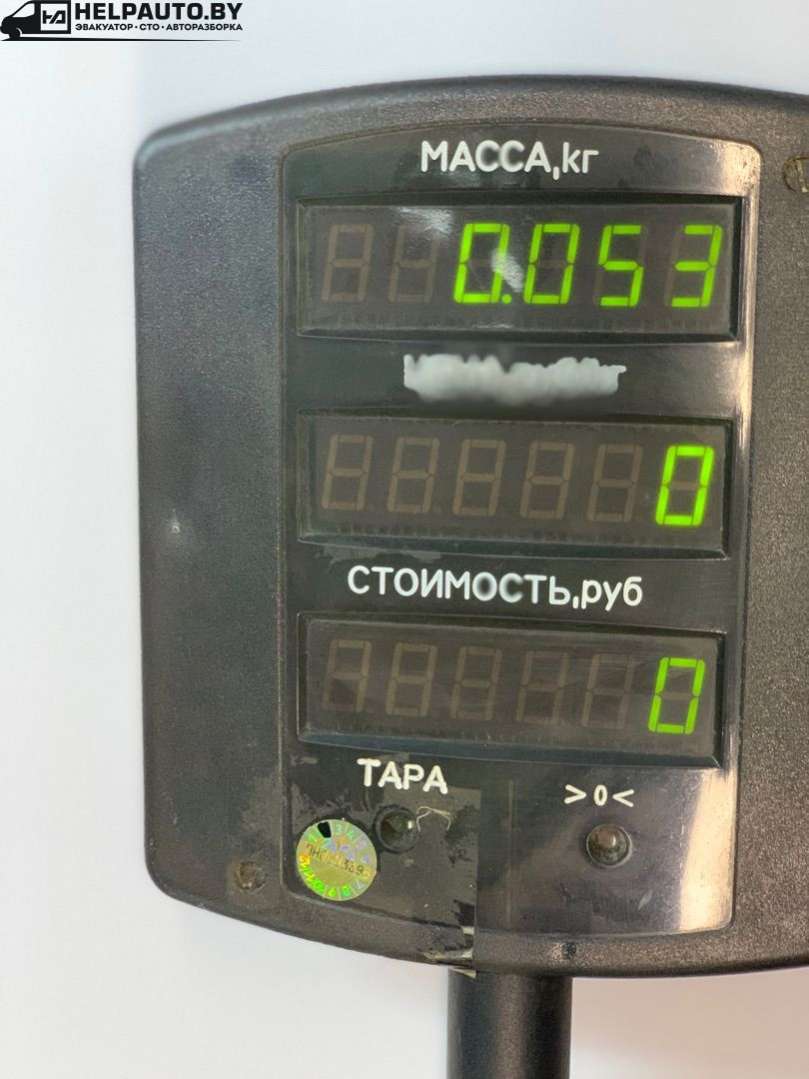 HELPAUTO.BY
ЭВАКУАТОР • СТО • АВТОРАЗБОРКА
МАССА,кг
0.053
0
СТОИМОСТЬ,руб
0
ТАРА
>0<